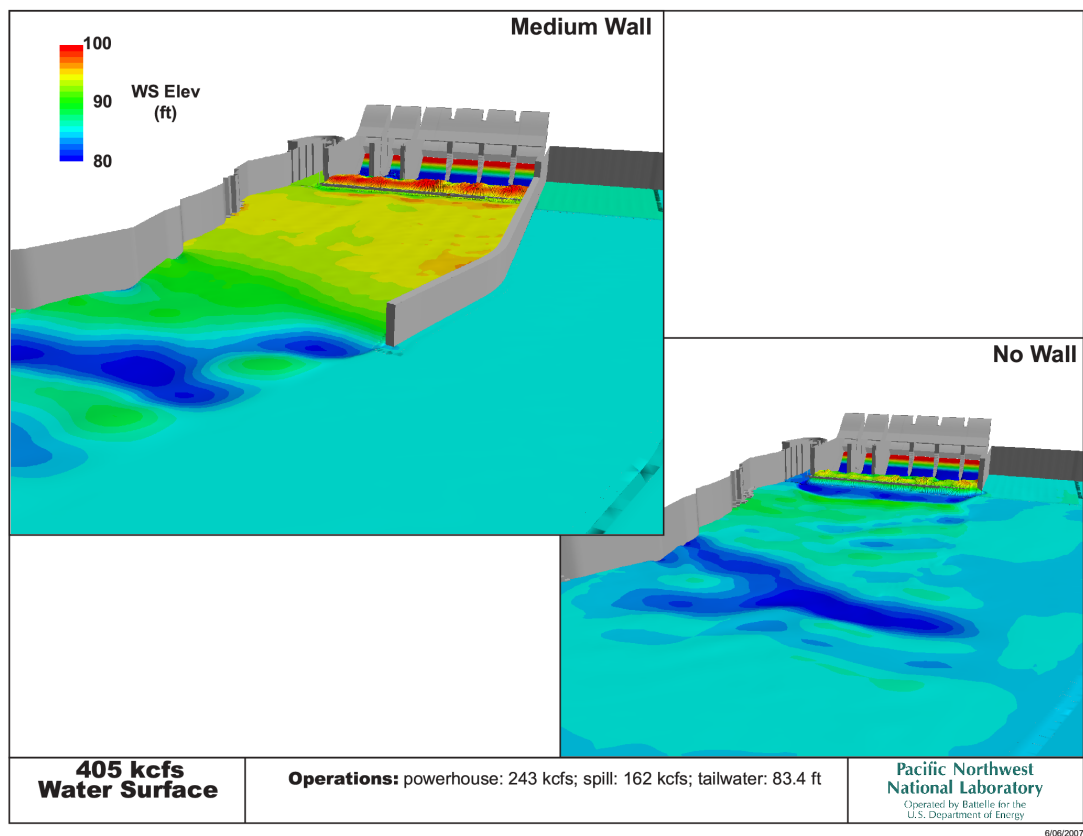 Medium Wall
100
90
80
WS Elev
(ft)
No Wall
405 kcfs
Water Surface
Operations: powerhouse: 243 kcfs; spill: 162 kcfs; tailwater: 83.4 ft
Pacific Northwest
National Laboratory
Operated by Battelle for the
U.S. Department of Energy
6/06/2007